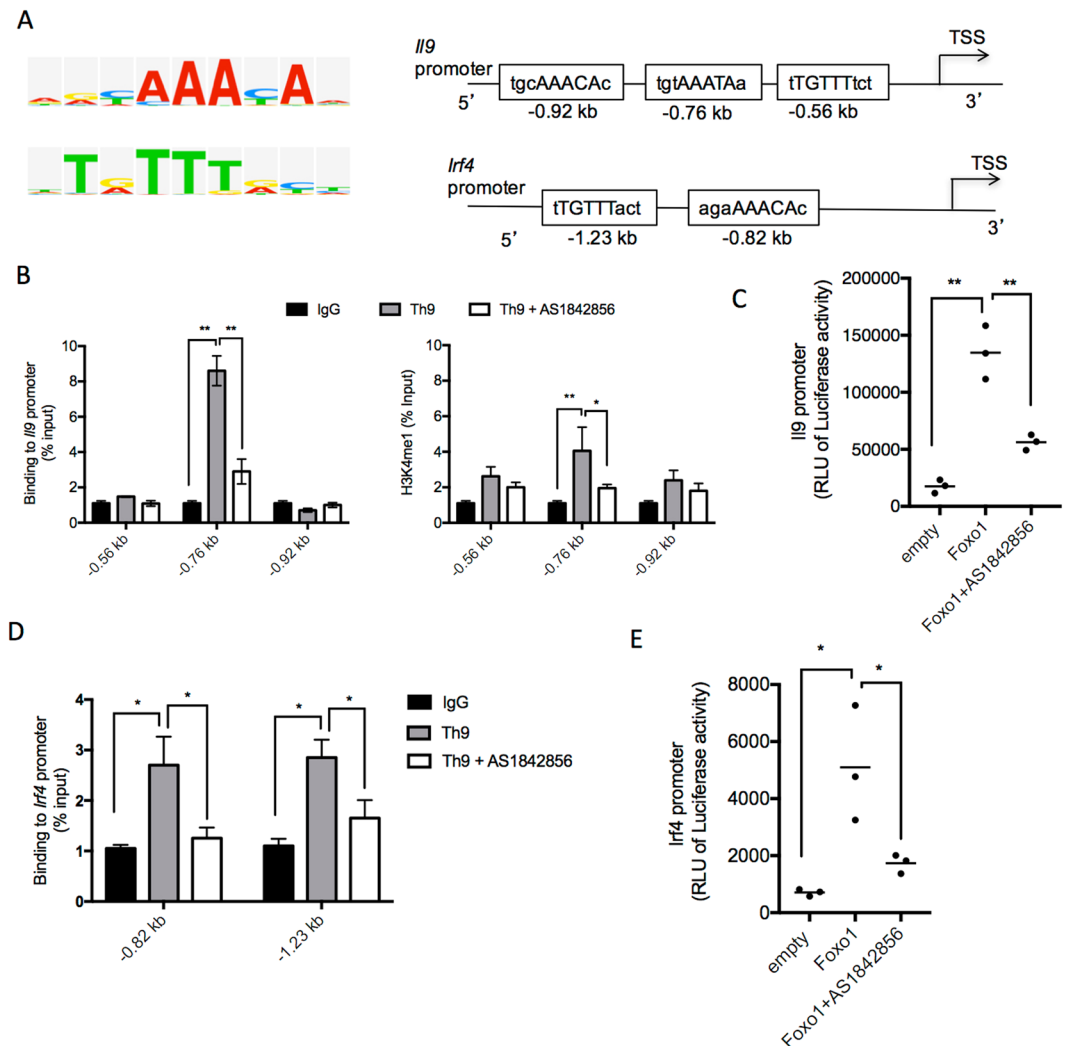 A
Il9
promoter
5’
tgcAAACAc
-0.92 kb
tgtAAATAa
-0.76 kb
tTGTTTtct
-0.56 kb
TSS
3’
Irf4
promoter
5’
tTGTTTact
-1.23 kb
agaAAACAc
-0.82 kb
TSS
3’
B
IgG
Th9
Th9 + AS1842856
Binding to Il9 promoter
(% input)
10
8
6
4
2
0
**
**
-0.56 kb
-0.76 kb
-0.92 kb
H3K4me1 (% Input)
10
8
6
4
2
0
**
*
-0.56 kb
-0.76 kb
-0.92 kb
C
Il9 promoter
(RLU of Luciferase activity)
200000
150000
100000
50000
0
**
**
empty
Foxo1
Foxo1+AS1842856
D
Binding to Irf4 promoter
(% input)
4
3
2
1
0
*
*
*
*
-0.82 kb
-1.23 kb
IgG
Th9
Th9 + AS1842856
E
Irf4 promoter
(RLU of Luciferase activity)
8000
6000
4000
2000
0
*
*
empty
Foxo1
Foxo1+AS1842856